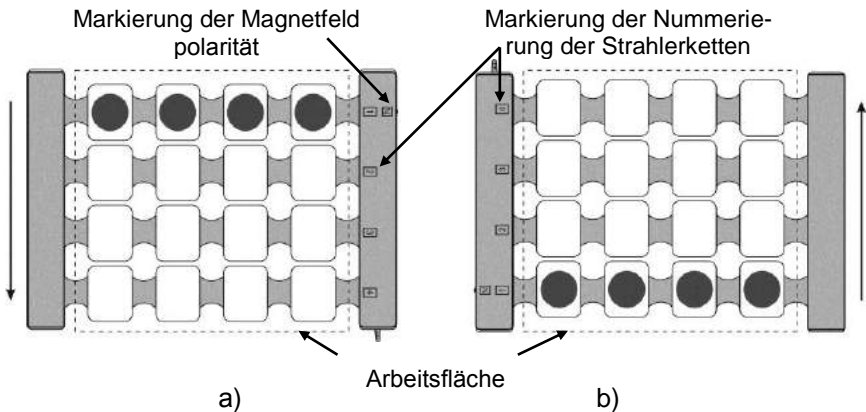 Markierung der Magnetfeld
polarität
Markierung der Nummerie-
rung der Strahlerketten
Arbeitsfläche
a)
b)